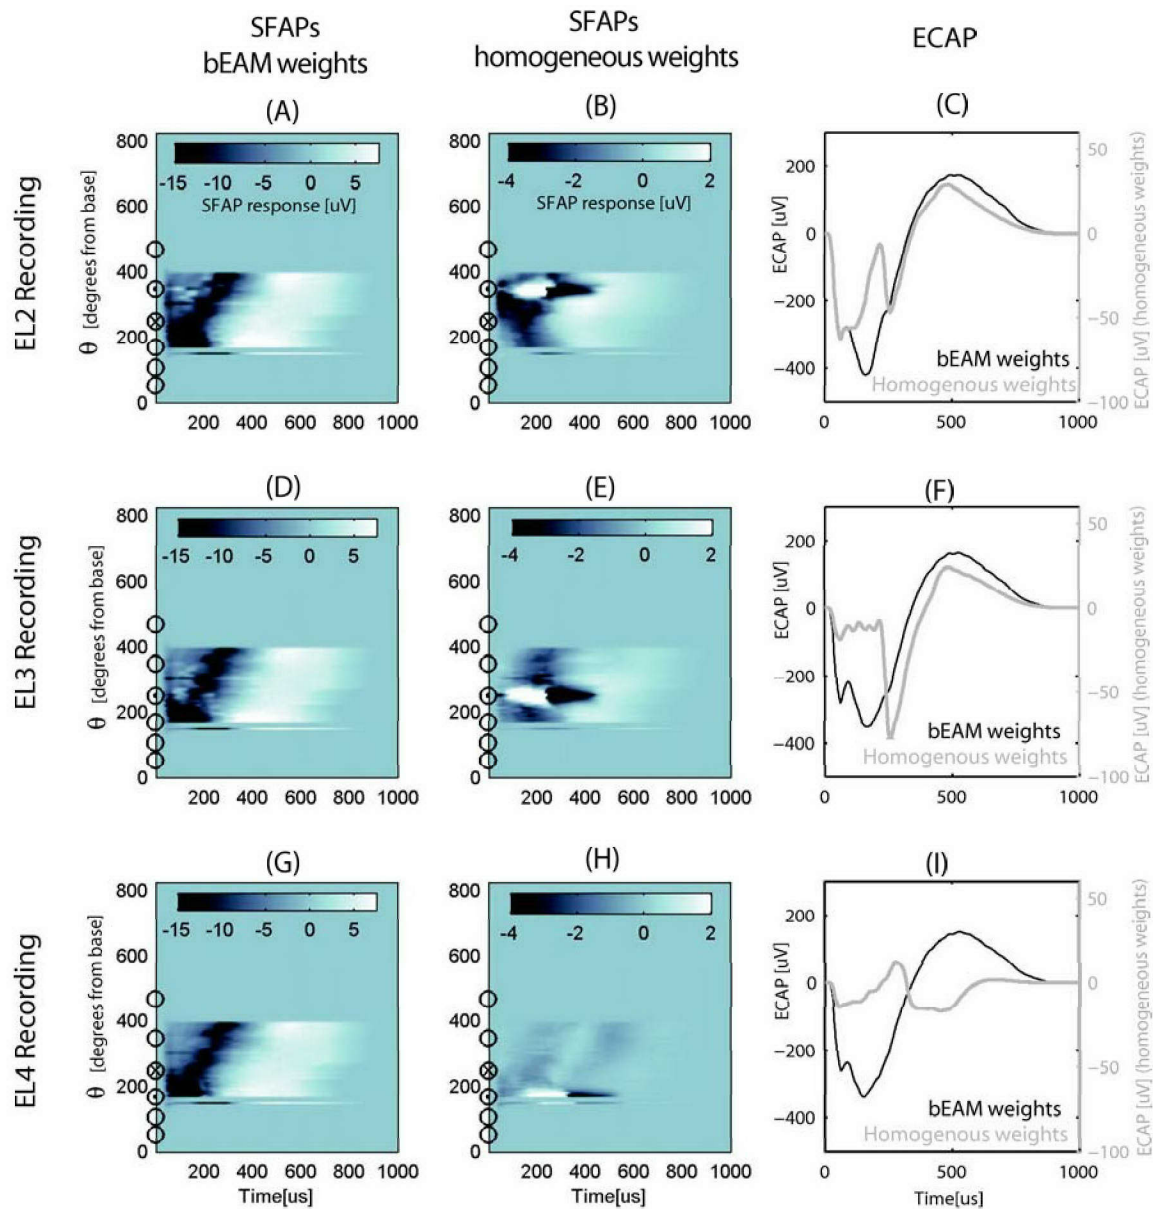 SFAPs
bEAM weights
SFAPs
homogeneous weights
ECAP
(A)
(B)
(C)
EL2 Recording
θ [degrees from base]
800
600
400
200
0
-15 -10 -5 0 5
SFAP response [uV]
200 400 600 800 1000
800
600
400
200
0
-4 -2 0 2
SFAP response [uV]
200 400 600 800 1000
ECAP [uV]
200
0
−200
−400
bEAM weights
Homogenous weights
0 500 1000
50
0
−50
−100
ECAP [uV] (homogeneous weights)
(D)
(E)
(F)
EL3 Recording
θ [degrees from base]
800
600
400
200
0
-15 -10 -5 0 5
200 400 600 800 1000
800
600
400
200
0
-4 -2 0 2
200 400 600 800 1000
ECAP [uV]
200
0
−200
−400
bEAM weights
Homogenous weights
0 500 1000
50
0
−50
−100
ECAP [uV] (homogeneous weights)
(G)
(H)
(I)
EL4 Recording
θ [degrees from base]
800
600
400
200
0
-15 -10 -5 0 5
200 400 600 800 1000
Time[us]
800
600
400
200
0
-4 -2 0 2
200 400 600 800 1000
Time[us]
ECAP [uV]
200
0
−200
−400
bEAM weights
Homogenous weights
0 500 1000
Time[us]
50
0
−50
−100
ECAP [uV] (homogeneous weights)